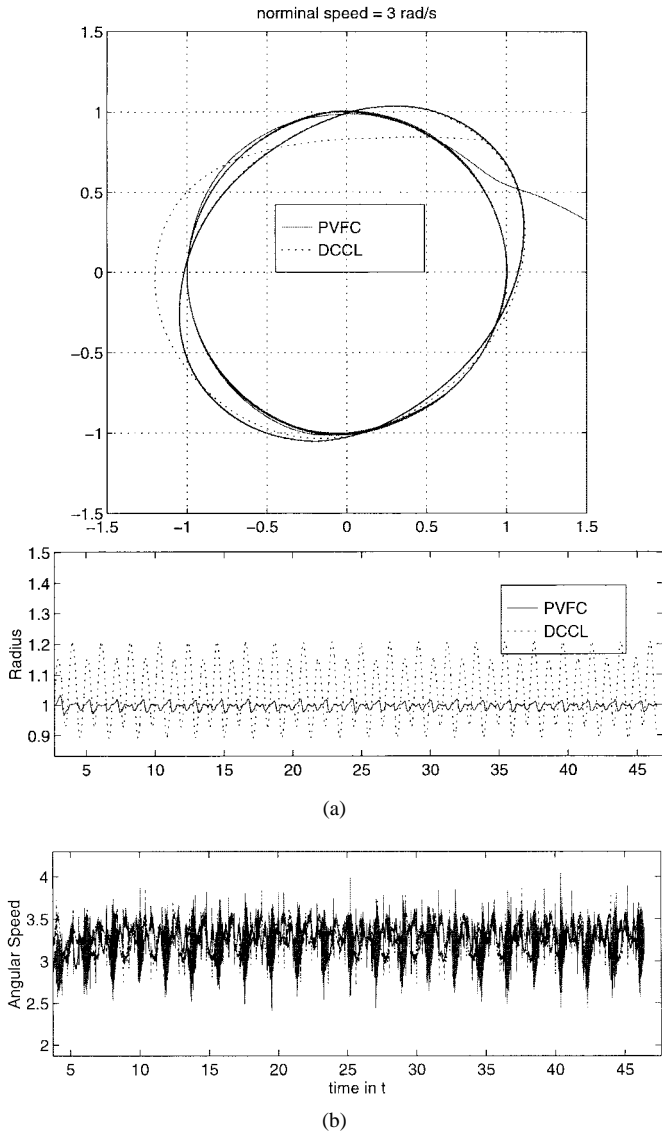 norminal speed = 3 rad/s
1.5
1
0.5
0
−0.5
−1
−1.5
PVFC
DCCL
−1.5 −1 −0.5 0 0.5 1 1.5
1.5
1.4
1.3
1.2
1.1
1
0.9
Radius
PVFC
DCCL
5 10 15 20 25 30 35 40 45
(a)
4
3.5
3
2.5
2
Angular Speed
5 10 15 20 25 30 35 40 45
time in t
(b)